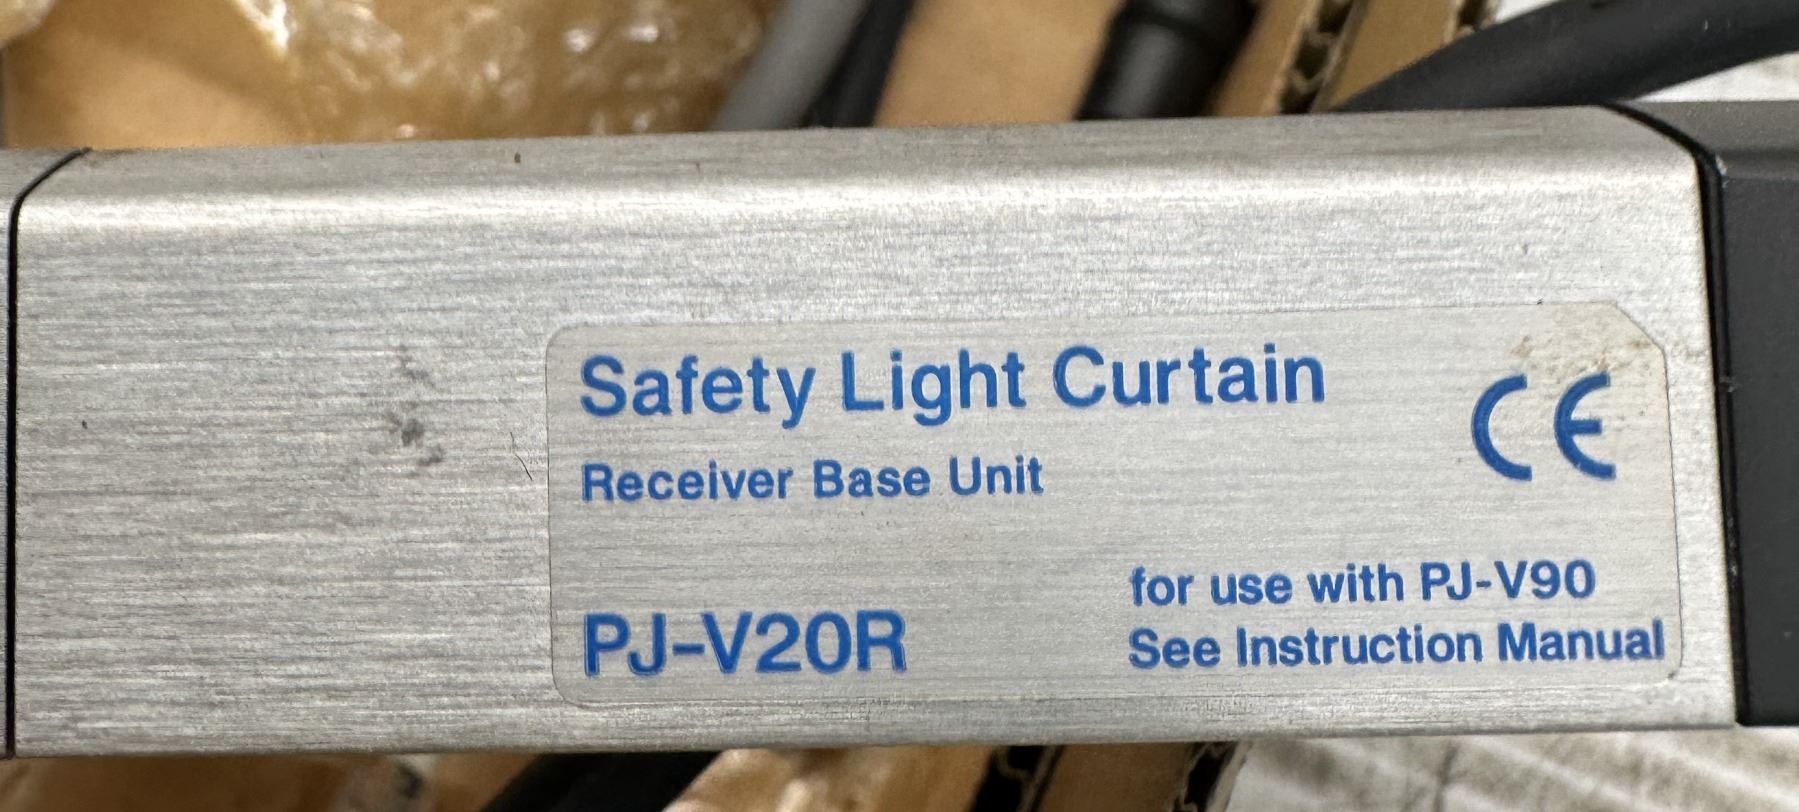 Safety Light Curtain
CE
Receiver Base Unit
for use with PJ-V90
PJ-V20R
See Instruction Manual